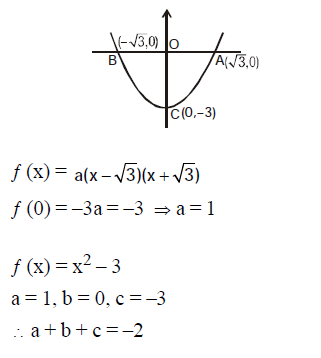 (−√3,0) O
B A(√3,0)
C(0,−3)
f (x) = a(x − √3)(x + √3)
f (0) = −3a = −3 ⇒ a = 1
f (x) = x² − 3
a = 1, b = 0, c = −3
∴ a + b + c = −2